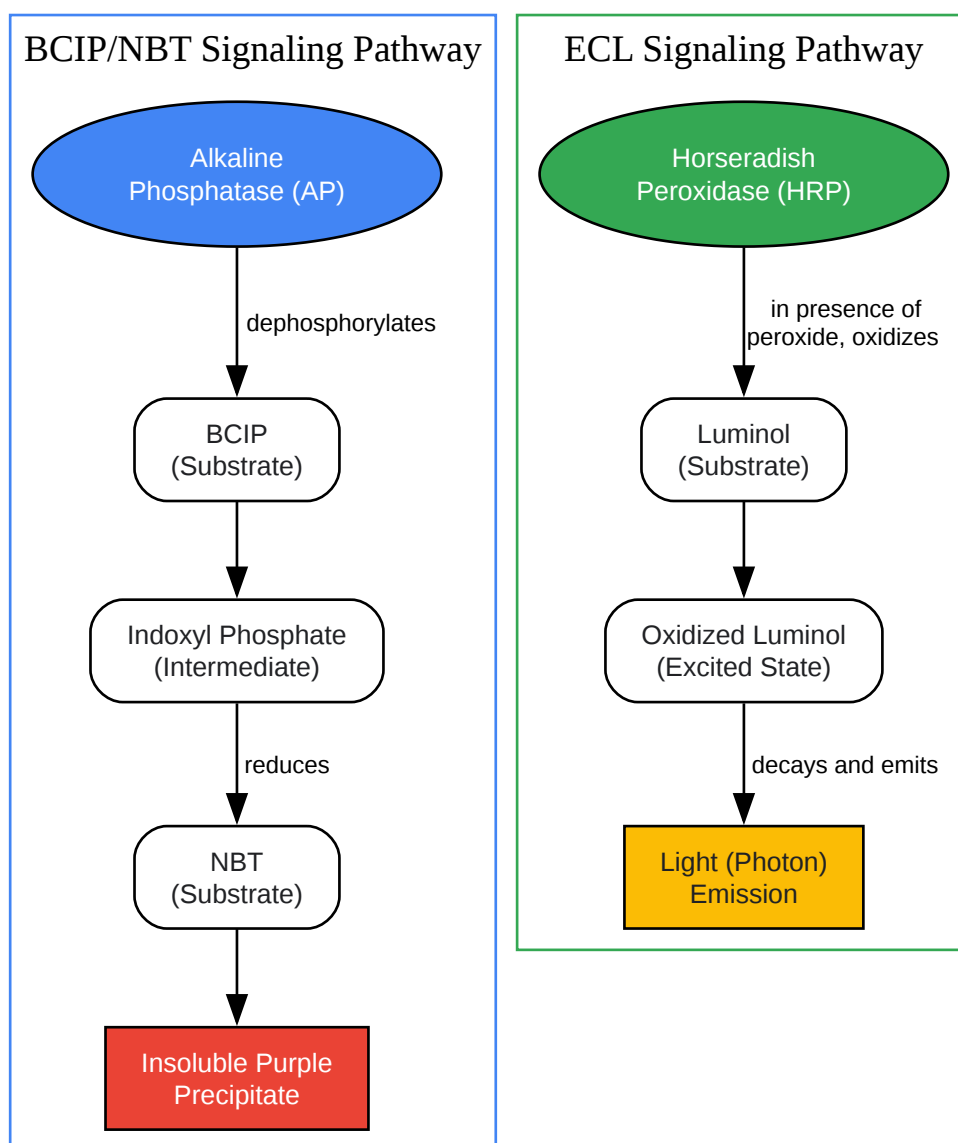 BCIP/NBT Signaling Pathway
Alkaline
Phosphatase (AP)
dephosphorylates
BCIP
(Substrate)
Indoxyl Phosphate
(Intermediate)
reduces
NBT
(Substrate)
Insoluble Purple
Precipitate
ECL Signaling Pathway
Horseradish
Peroxidase (HRP)
in presence of
peroxide, oxidizes
Luminol
(Substrate)
Oxidized Luminol
(Excited State)
decays and emits
Light (Photon)
Emission